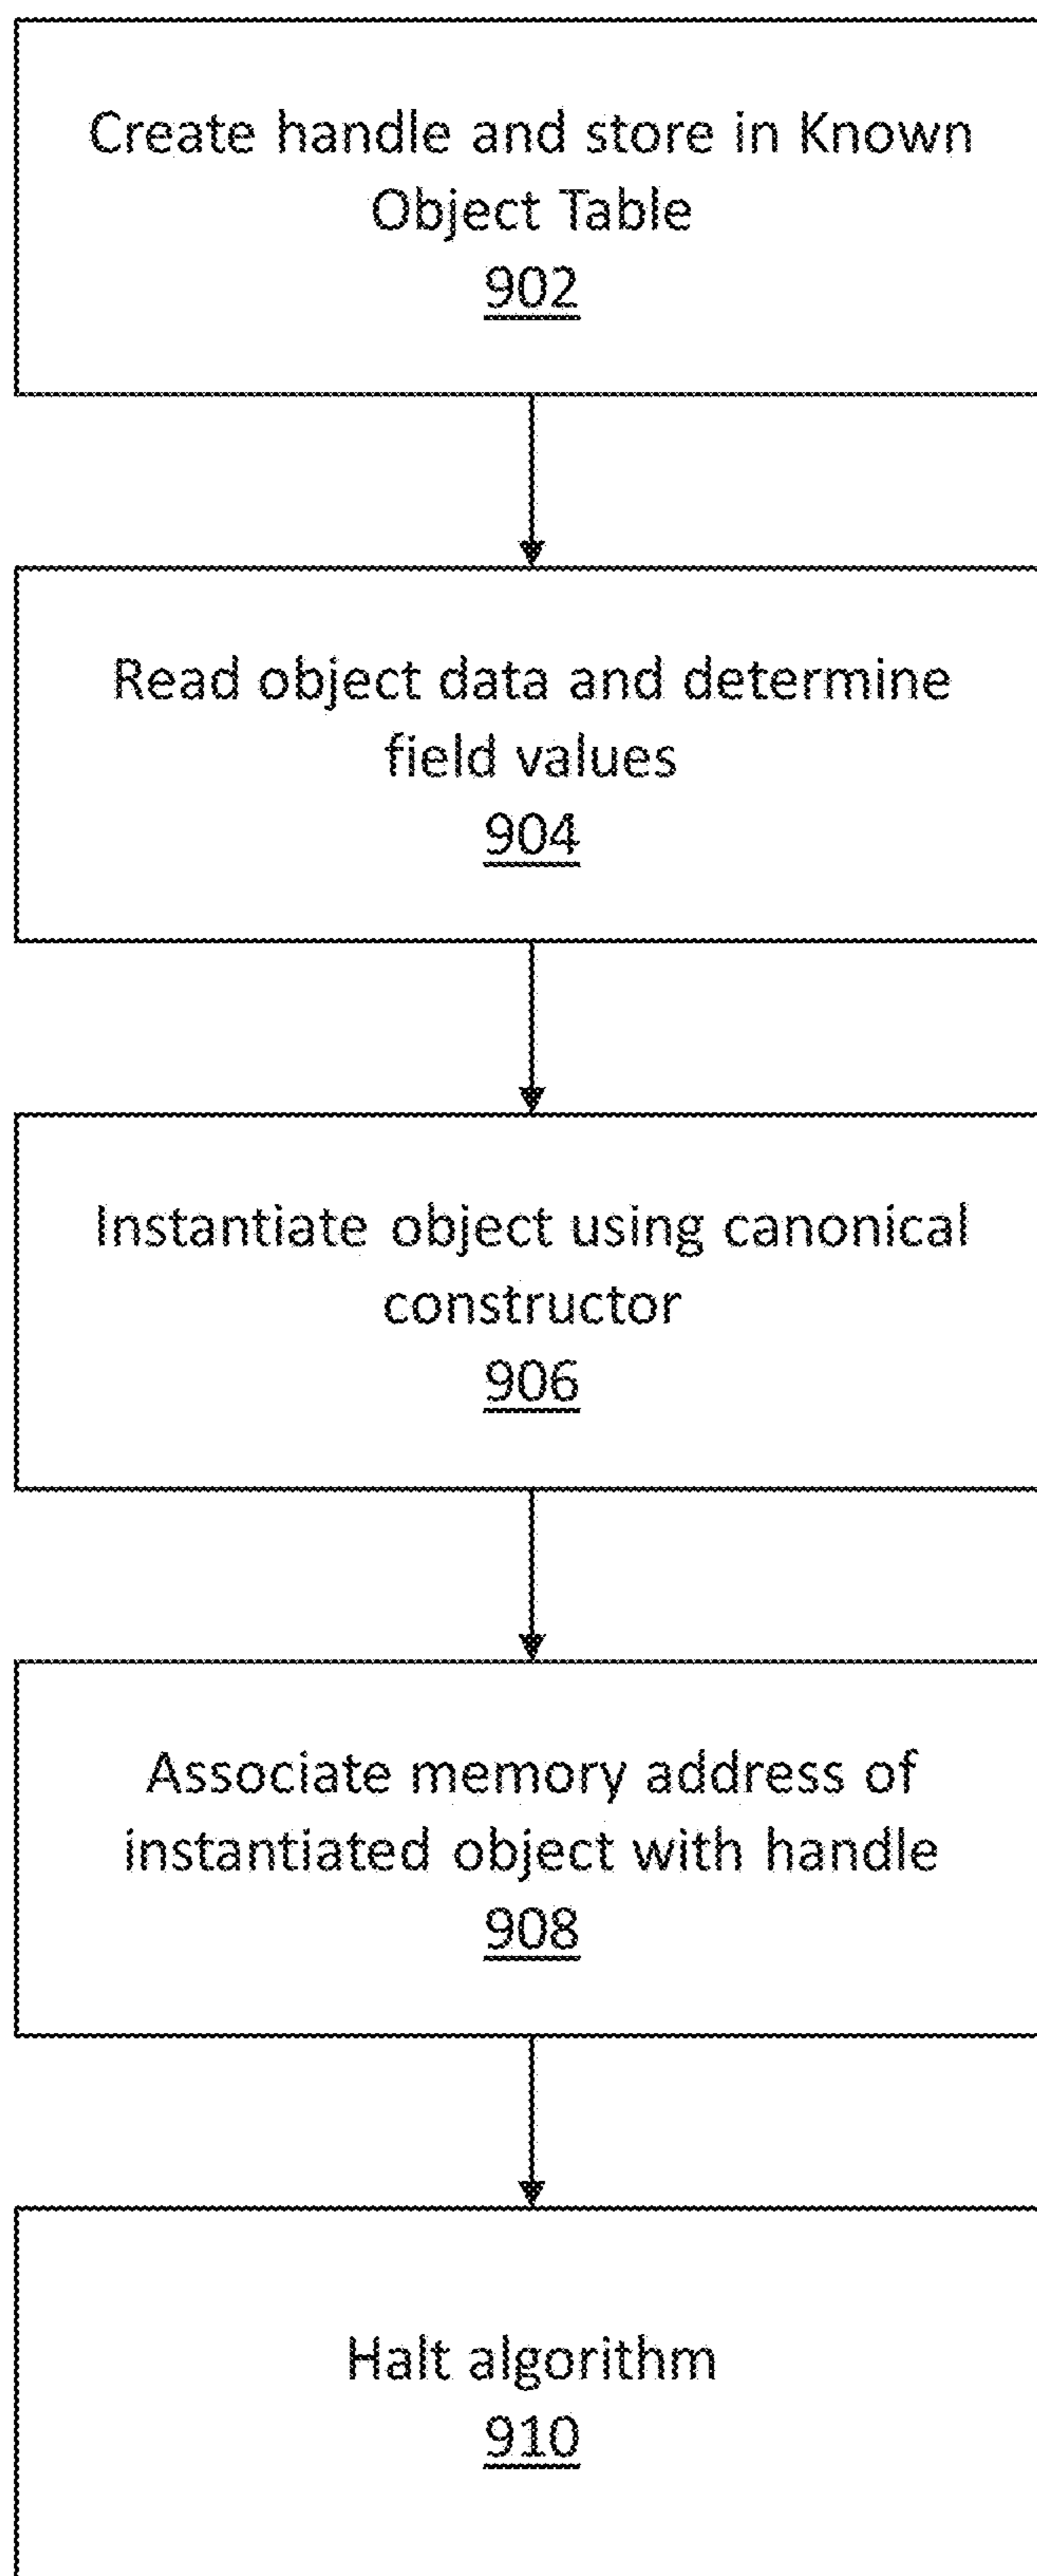 Create handle and store in Known
Object Table
902
Read object data and determine
field values
904
Instantiate object using canonical
constructor
906
Associate memory address of
instantiated object with handle
908
Halt algorithm
910